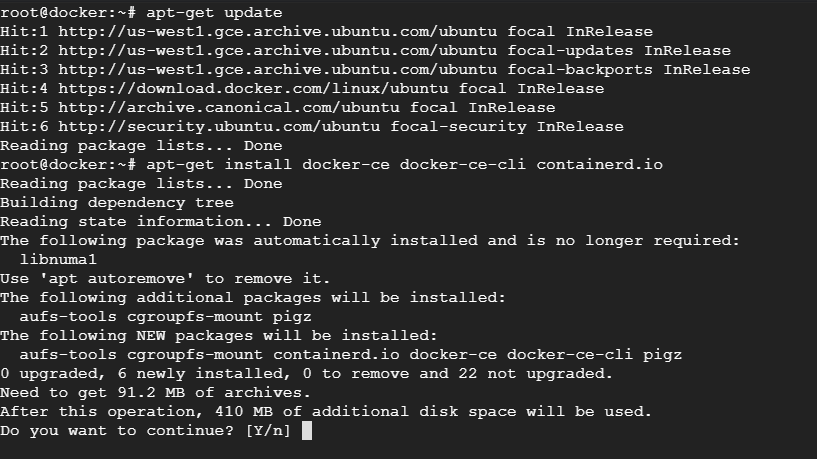 root@docker:~# apt-get update
Hit:1 http://us-west1.gce.archive.ubuntu.com/ubuntu focal InRelease
Hit:2 http://us-west1.gce.archive.ubuntu.com/ubuntu focal-updates InRelease
Hit:3 http://us-west1.gce.archive.ubuntu.com/ubuntu focal-backports InRelease
Hit:4 https://download.docker.com/linux/ubuntu focal InRelease
Hit:5 http://archive.canonical.com/ubuntu focal InRelease
Hit:6 http://security.ubuntu.com/ubuntu focal-security InRelease
Reading package lists... Done
root@docker:~# apt-get install docker-ce docker-ce-cli containerd.io
Reading package lists... Done
Building dependency tree
Reading state information... Done
The following package was automatically installed and is no longer required:
  libnuma1
Use 'apt autoremove' to remove it.
The following additional packages will be installed:
  aufs-tools cgroupfs-mount pigz
The following NEW packages will be installed:
  aufs-tools cgroupfs-mount containerd.io docker-ce docker-ce-cli pigz
0 upgraded, 6 newly installed, 0 to remove and 22 not upgraded.
Need to get 91.2 MB of archives.
After this operation, 410 MB of additional disk space will be used.
Do you want to continue? [Y/n]